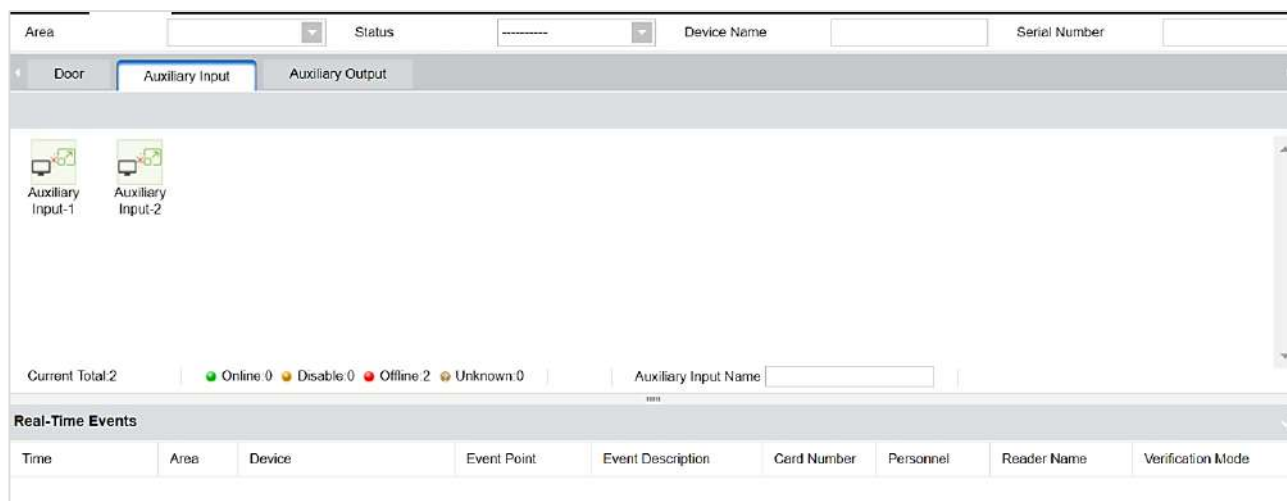 Area Status ---------- Device Name Serial Number
Door Auxiliary Input Auxiliary Output
Auxiliary Input-1 Auxiliary Input-2
Current Total:2 Online:0 Disable:0 Offline:2 Unknown:0 Auxiliary Input Name
Real-Time Events
Time Area Device Event Point Event Description Card Number Personnel Reader Name Verification Mode